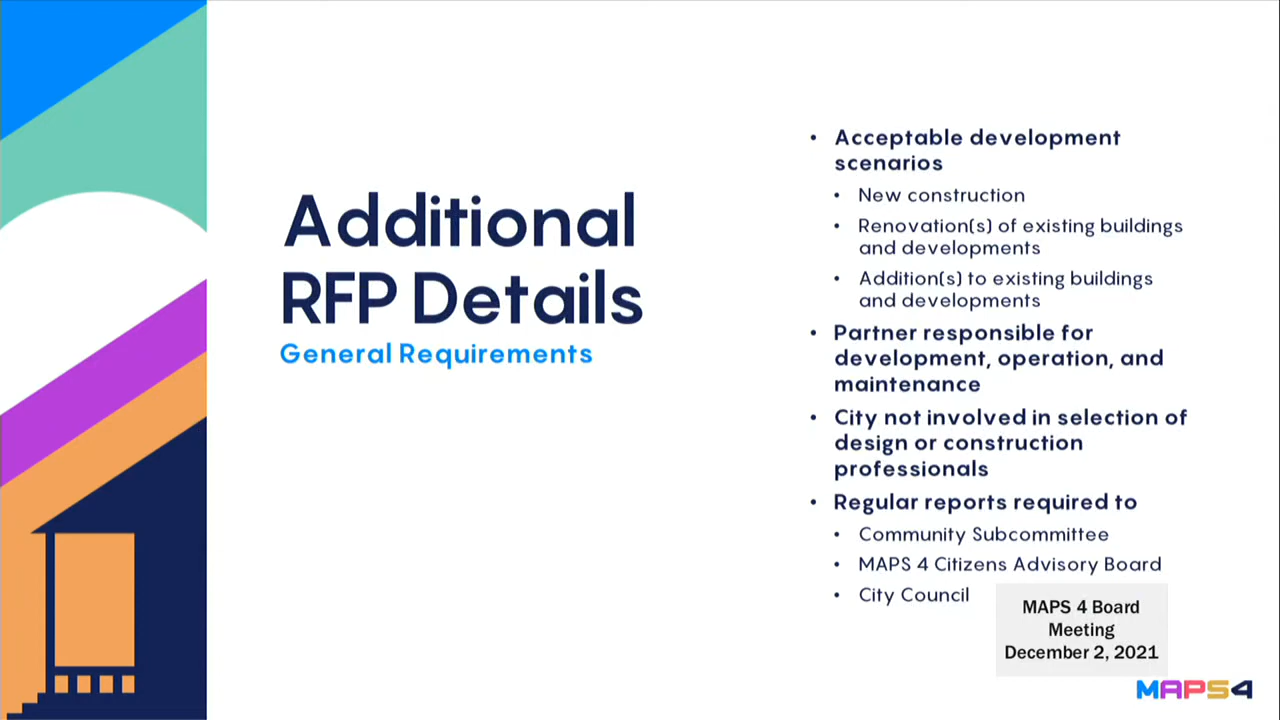 Additional
RFP Details
General Requirements
• Acceptable development
scenarios
• New construction
• Renovation(s) of existing buildings
and developments
• Addition(s) to existing buildings
and developments
• Partner responsible for
development, operation, and
maintenance
• City not involved in selection of
design or construction
professionals
• Regular reports required to
• Community Subcommittee
• MAPS 4 Citizens Advisory Board
• City Council
MAPS 4 Board
Meeting
December 2, 2021
MAPS4